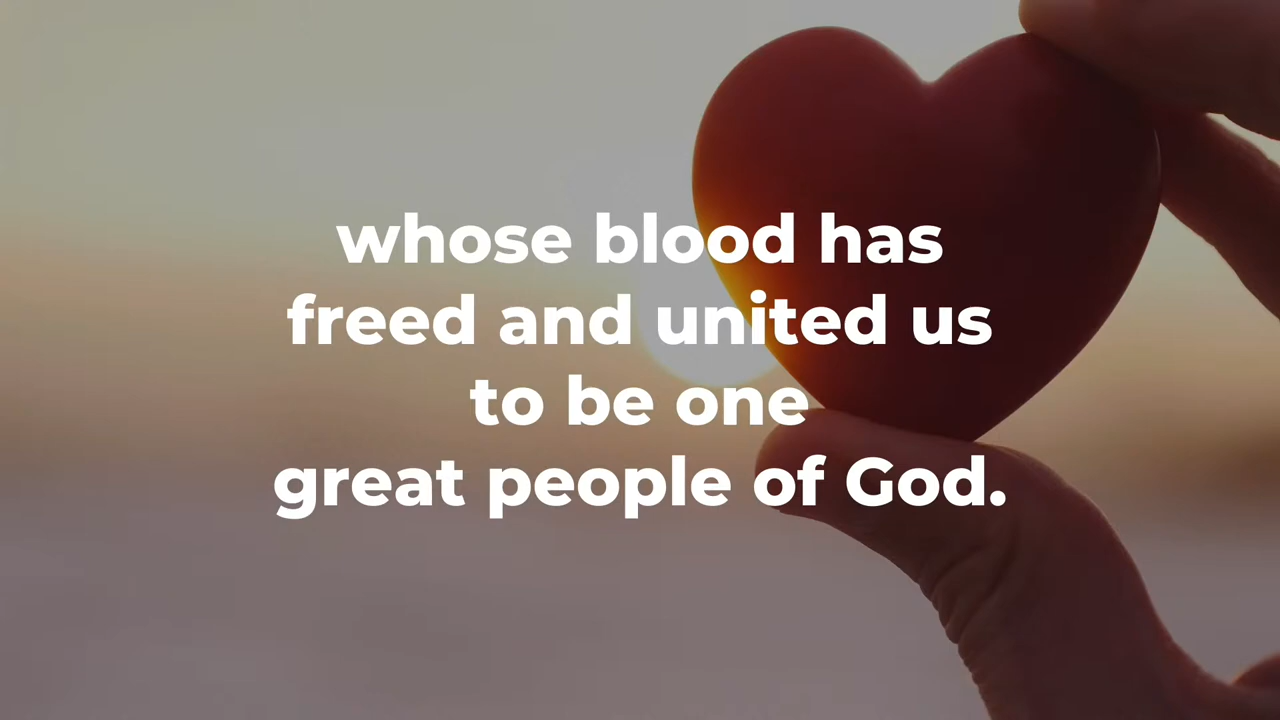 whose blood has
freed and united us
to be one
great people of God.